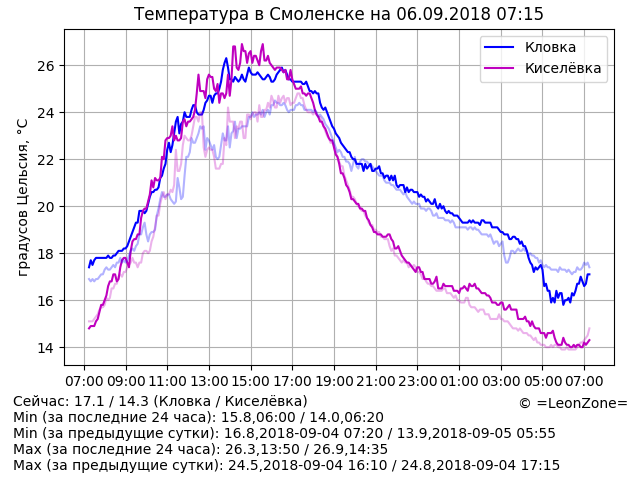 Температура в Смоленске на 06.09.2018 07:15
Кловка
Киселёвка
градусов Цельсия, °C
26
24
22
20
18
16
14
07:00 09:00 11:00 13:00 15:00 17:00 19:00 21:00 23:00 01:00 03:00 05:00 07:00
Сейчас: 17.1 / 14.3 (Кловка / Киселёвка)
© =LeonZone=
Min (за последние 24 часа): 15.8,06:00 / 14.0,06:20
Min (за предыдущие сутки): 16.8,2018-09-04 07:20 / 13.9,2018-09-05 05:55
Max (за последние 24 часа): 26.3,13:50 / 26.9,14:35
Max (за предыдущие сутки): 24.5,2018-09-04 16:10 / 24.8,2018-09-04 17:15